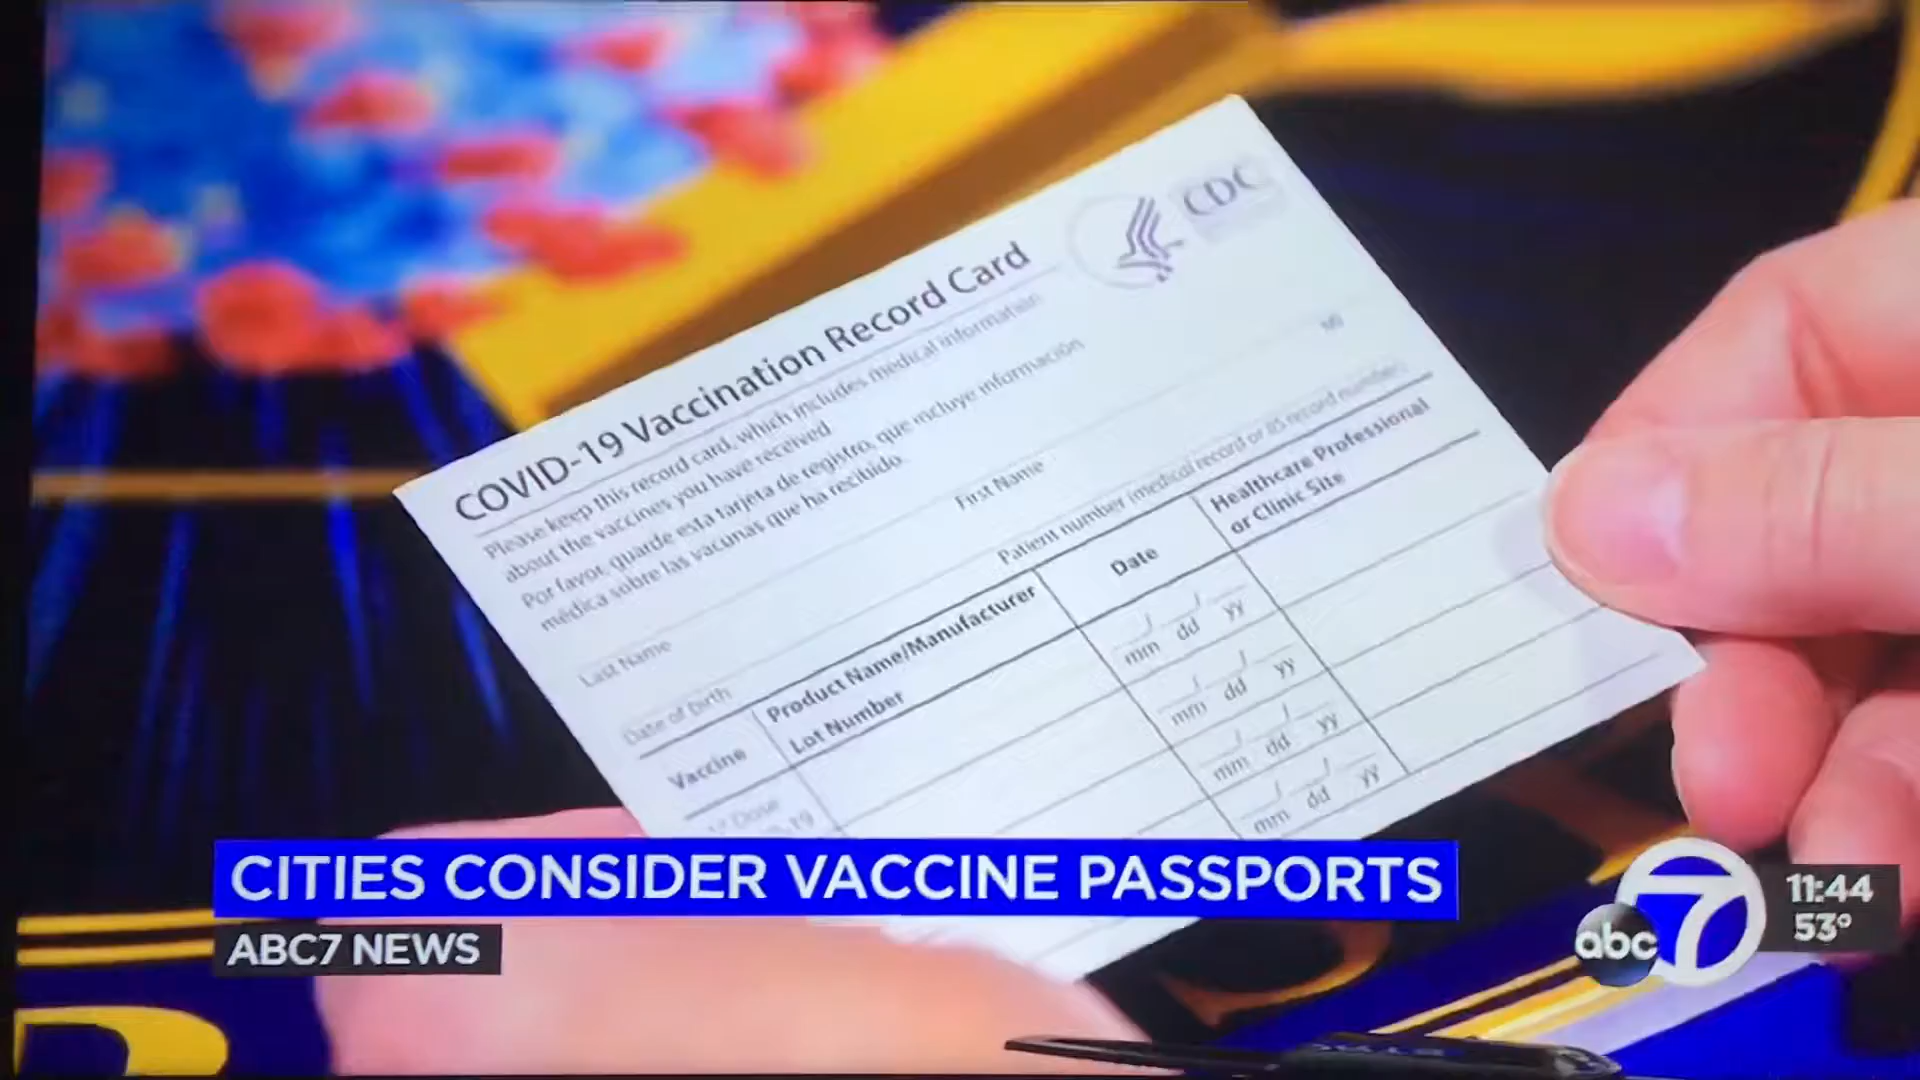 CDC
COVID-19 Vaccination Record Card
Please keep this record card, which includes medical information
about the vaccines you have received.
Por favor, guarde esta tarjeta de registro, que incluye información
médica sobre las vacunas que ha recibido.
Last Name
First Name
MI
Date of birth
Patient number (medical record or IIS record number)
Vaccine
Product Name/Manufacturer
Lot Number
Date
Healthcare Professional
or Clinic Site
mm dd yy
mm dd yy
mm dd yy
mm dd yy
Dose
-19
CITIES CONSIDER VACCINE PASSPORTS
ABC7 NEWS
abc
7
11:44
53°